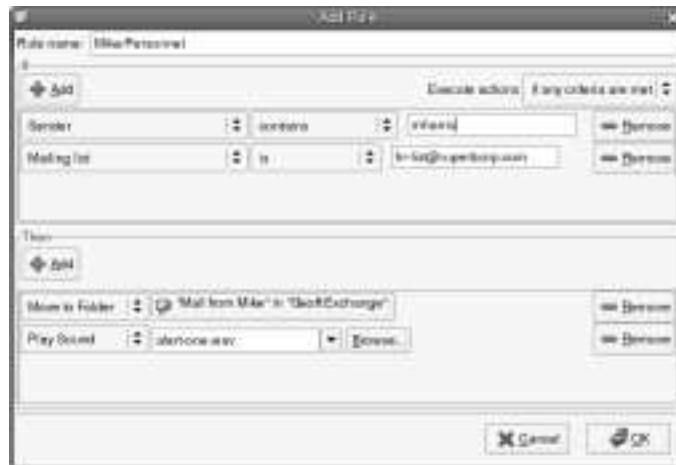 Add Rule
Rule name: Mike/Personnel
If
Add
Execute actions: if any criteria are met
Sender contains Remove
Mailing list is Remove
Then
Add
Move to Folder "Mail from Mike" in "GeoffExchange" Remove
Play Sound Browse... Remove
Cancel OK